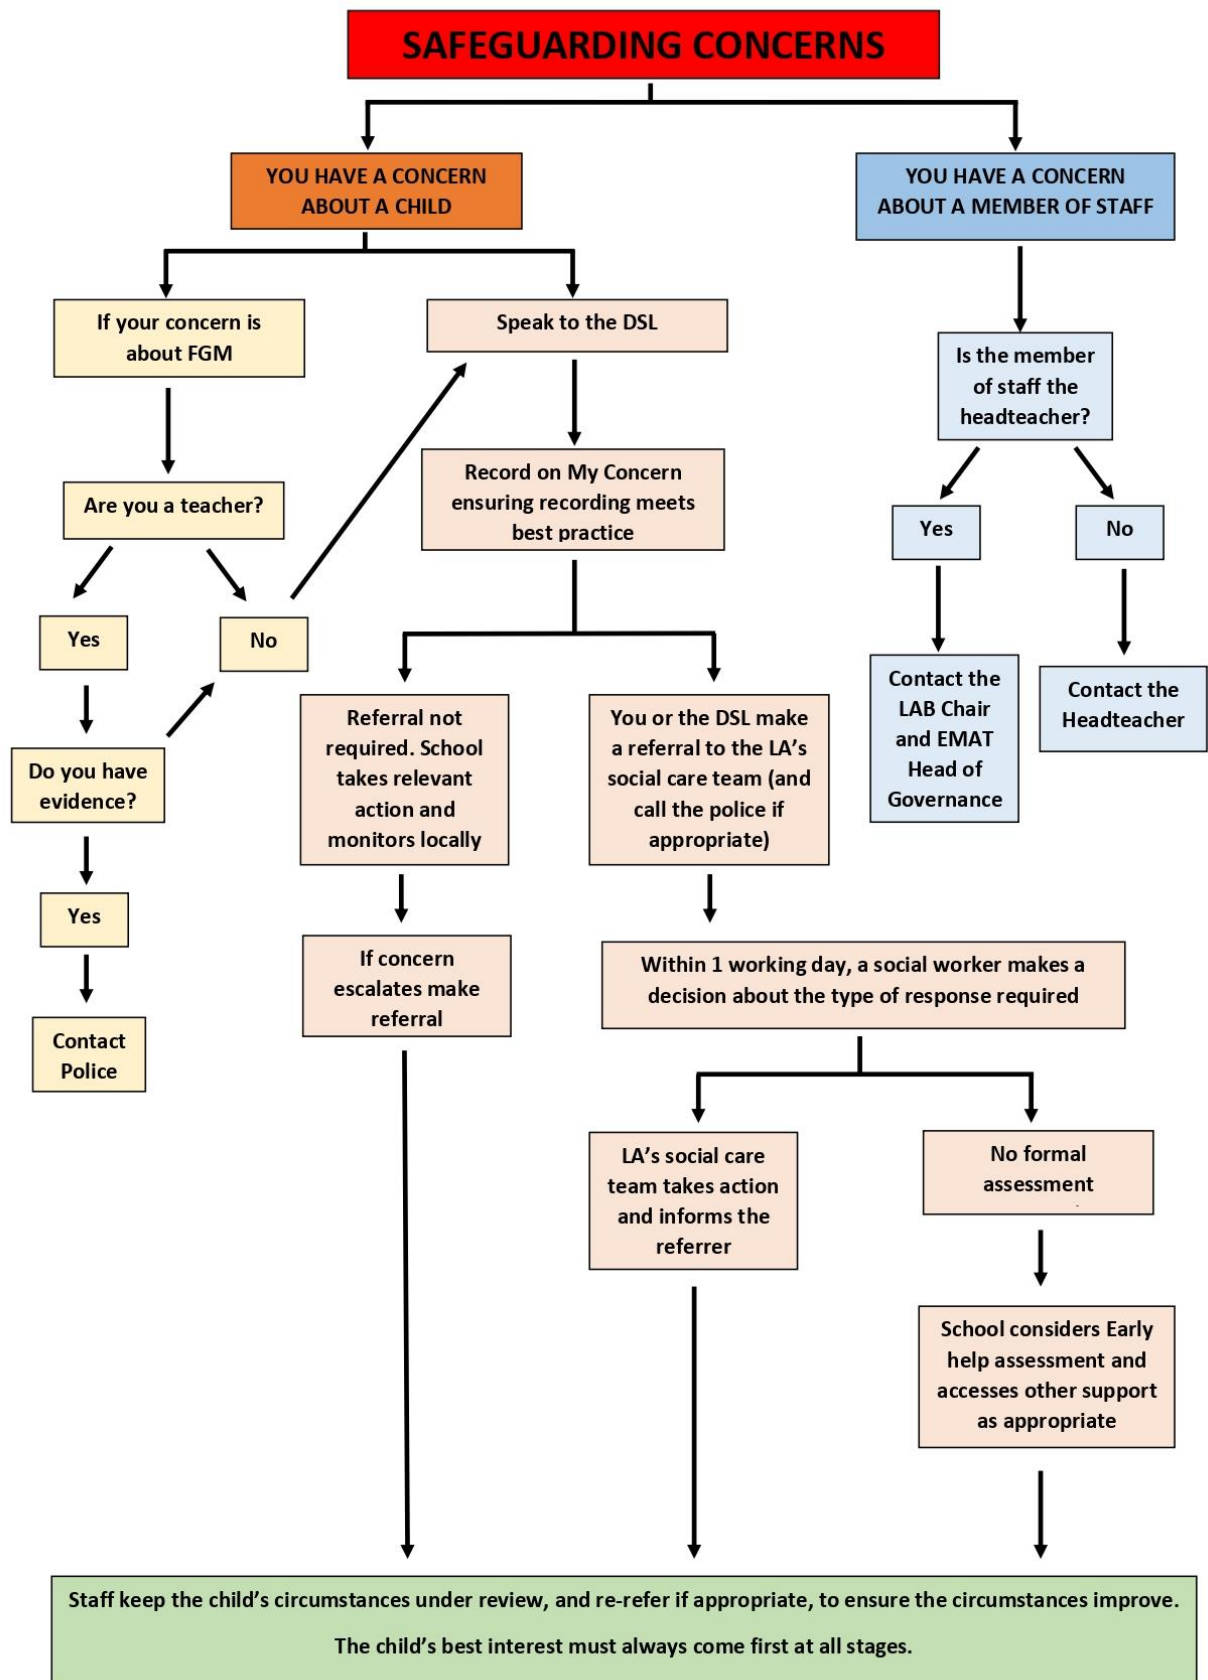 SAFEGUARDING CONCERNS
YOU HAVE A CONCERN
ABOUT A CHILD
YOU HAVE A CONCERN
ABOUT A MEMBER OF STAFF
If your concern is
about FGM
Speak to the DSL
Is the member
of staff the
headteacher?
Are you a teacher?
Record on My Concern
ensuring recording meets
best practice
Yes
No
Yes
No
Do you have
evidence?
Referral not
required. School
takes relevant
action and
monitors locally
You or the DSL make
a referral to the LA’s
social care team (and
call the police if
appropriate)
Contact the
LAB Chair
and EMAT
Head of
Governance
Contact the
Headteacher
Yes
If concern
escalates make
referral
Within 1 working day, a social worker makes a
decision about the type of response required
Contact
Police
LA’s social care
team takes action
and informs the
referrer
No formal
assessment
School considers Early
help assessment and
accesses other support
as appropriate
Staff keep the child’s circumstances under review, and re-refer if appropriate, to ensure the circumstances improve.
The child’s best interest must always come first at all stages.